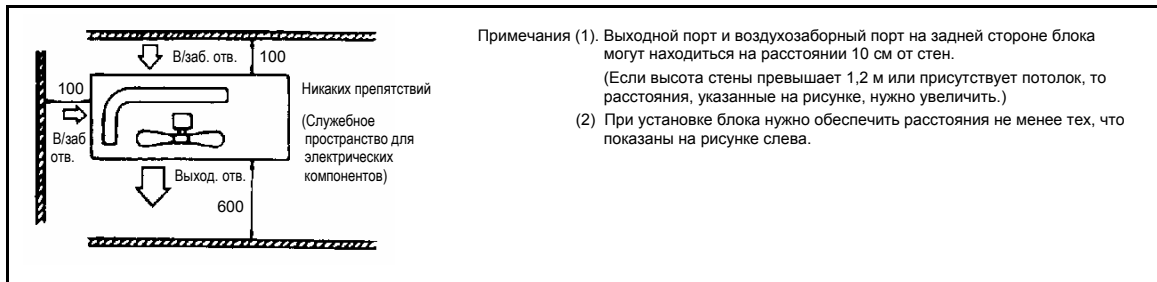 В/заб. отв.
100
100
В/заб
отв.
Выход. отв.
600
Никаких препятствий
(Служебное
пространство для
электрических
компонентов)
Примечания (1). Выходной порт и воздухозаборный порт на задней стороне блока
могут находиться на расстоянии 10 см от стен.
(Если высота стены превышает 1,2 м или присутствует потолок, то
расстояния, указанные на рисунке, нужно увеличить.)
(2) При установке блока нужно обеспечить расстояния не менее тех, что
показаны на рисунке слева.